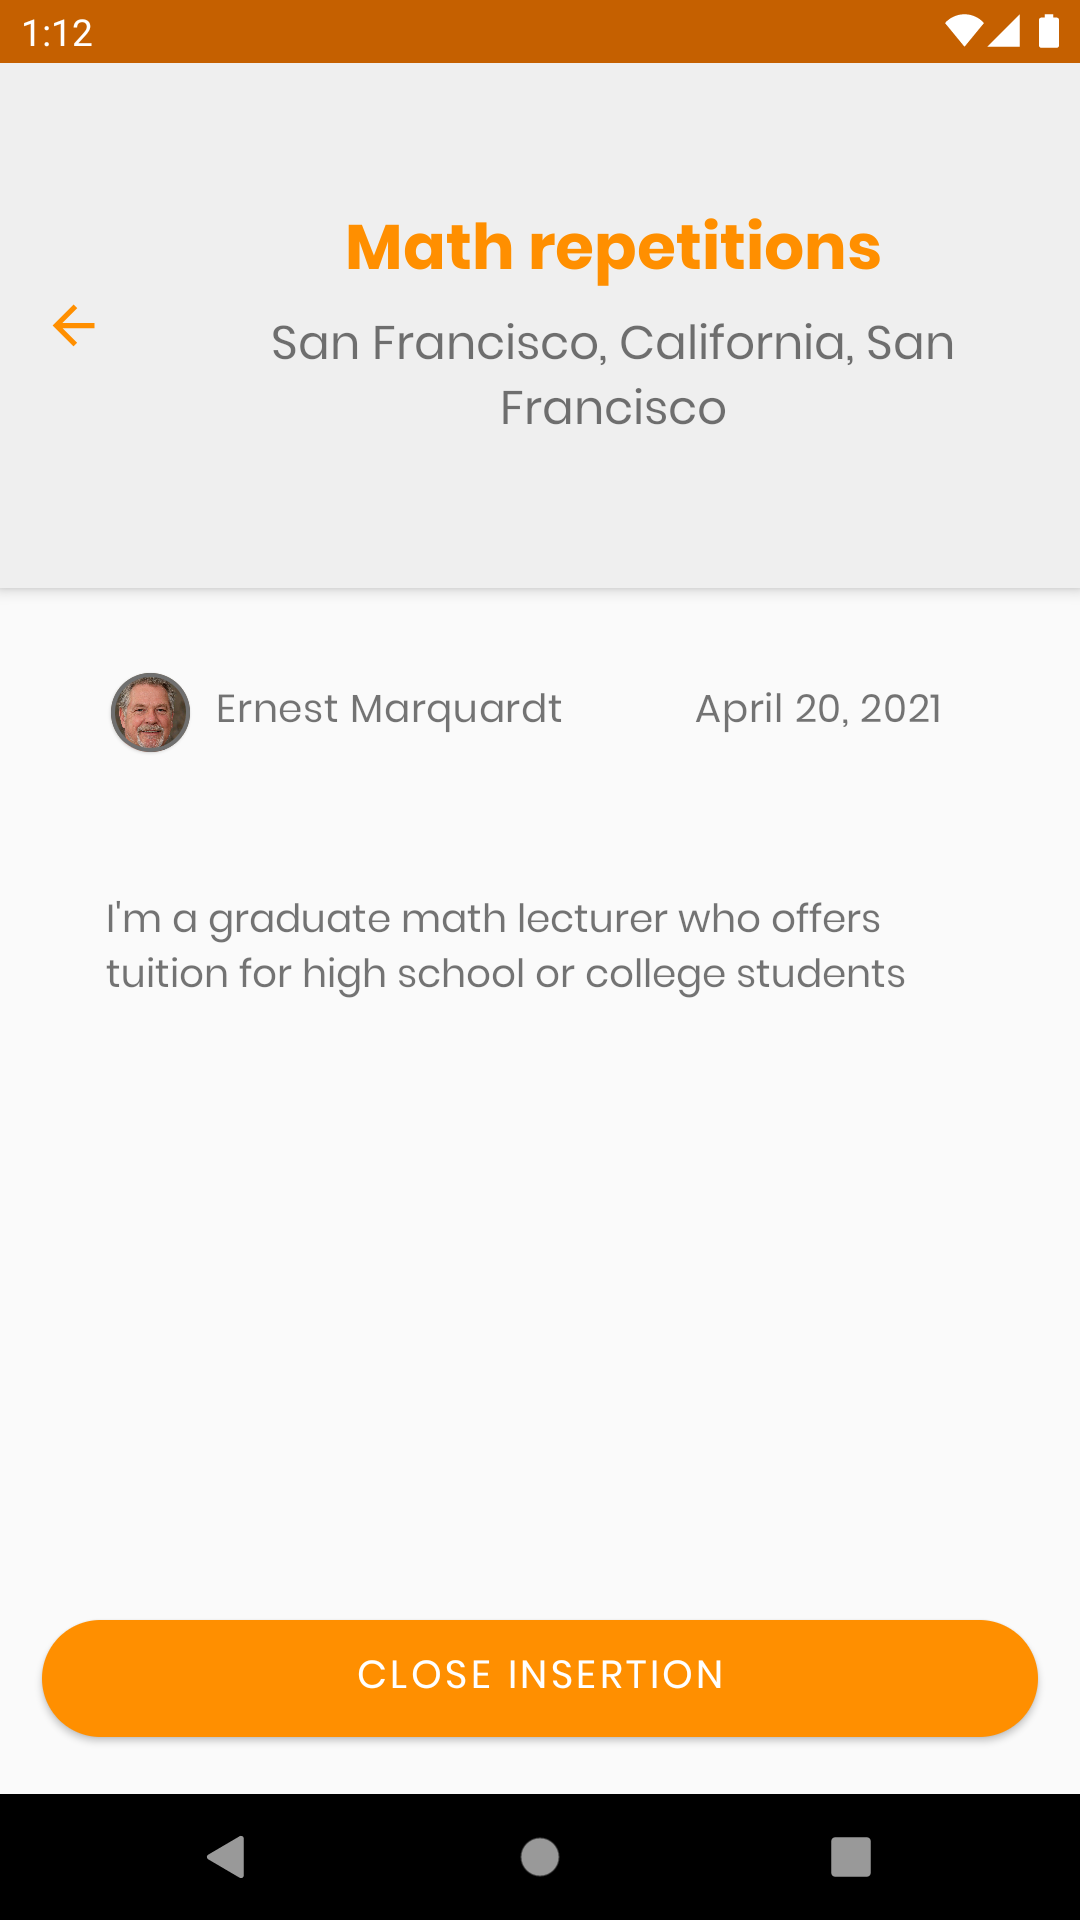 1:12
Math repetitions
San Francisco, California, San
Francisco
Ernest Marquardt
April 20, 2021
I'm a graduate math lecturer who offers
tuition for high school or college students
CLOSE INSERTION